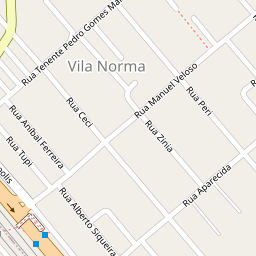 Rua Tenente Pedro Gomes
Vila Norma
Rua Manuel Veloso
Rua Peri
Rua Ceci
Rua Zinia
Rua Aníbal Ferreira
Rua Tupi
Rua Aparecida
Rua Alberto Siqueira